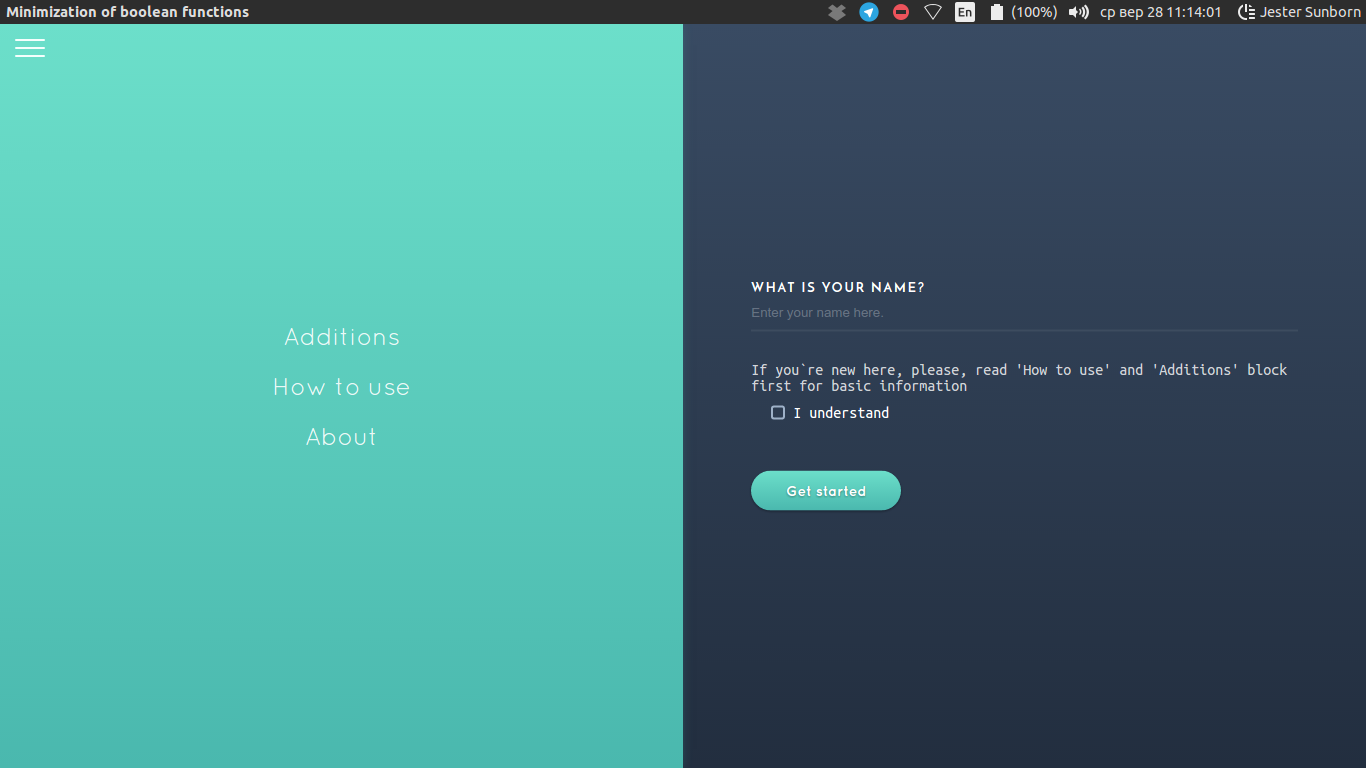 Minimization of boolean functions
En (100%) ср вер 28 11:14:01 Jester Sunborn
Additions
How to use
About
WHAT IS YOUR NAME?
Enter your name here.
If you`re new here, please, read 'How to use' and 'Additions' block
first for basic information
I understand
Get started